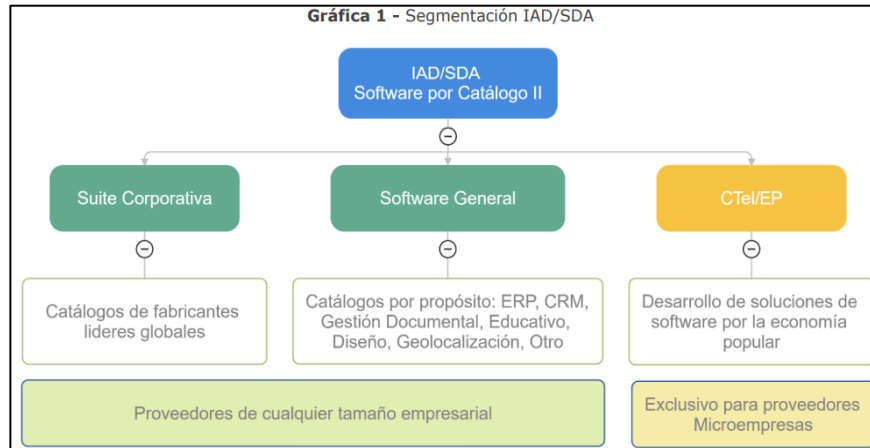 Gráfica 1 - Segmentación IAD/SDA
IAD/SDA
Software por Catálogo II
Suite Corporativa
Software General
CTeI/EP
Catálogos de fabricantes
lideres globales
Catálogos por propósito: ERP, CRM,
Gestión Documental, Educativo,
Diseño, Geolocalización, Otro
Desarrollo de soluciones de
software por la economía
popular
Proveedores de cualquier tamaño empresarial
Exclusivo para proveedores
Microempresas